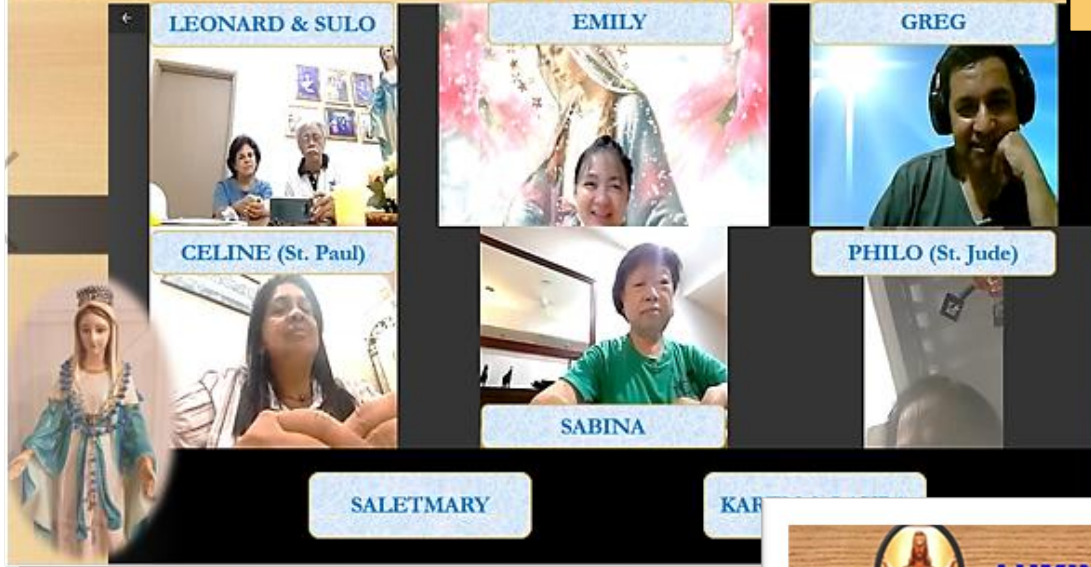 LEONARD & SULO
EMILY
GREG
CELINE (St. Paul)
PHILO (St. Jude)
SABINA
SALETMARY